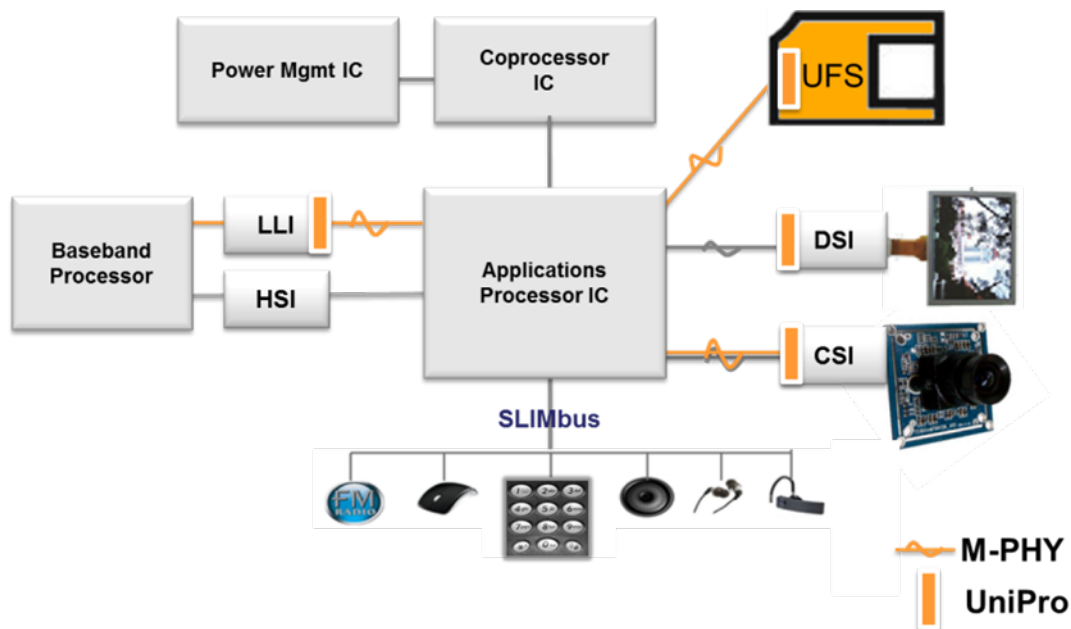 Power Mgmt IC
Coprocessor
IC
UFS
Baseband
Processor
LLI
HSI
Applications
Processor IC
DSI
CSI
SLIMbus
FM
RADIO
M-PHY
UniPro